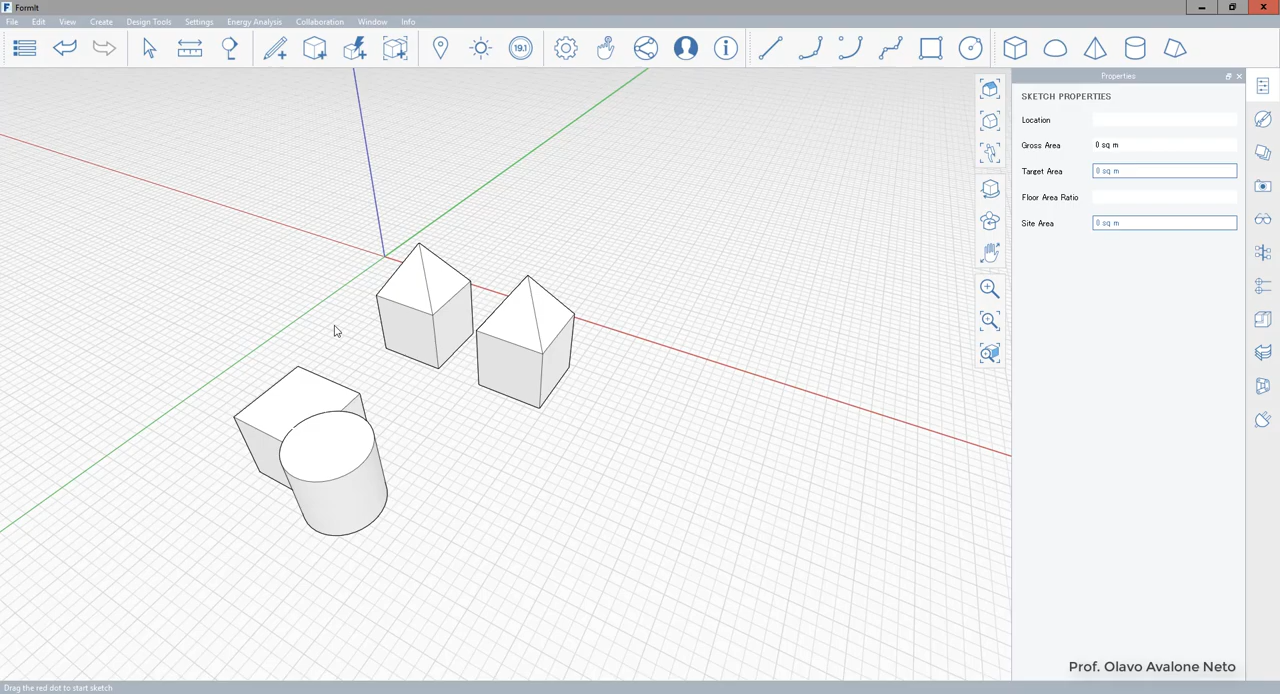 FormIt
File Edit View Create Design Tools Settings Energy Analysis Collaboration Window Info
19.1
Properties
SKETCH PROPERTIES
Location
Gross Area 0 sq m
Target Area 0 sq m
Floor Area Ratio
Site Area 0 sq m
Prof. Olavo Avalone Neto
Drag the red dot to start sketch